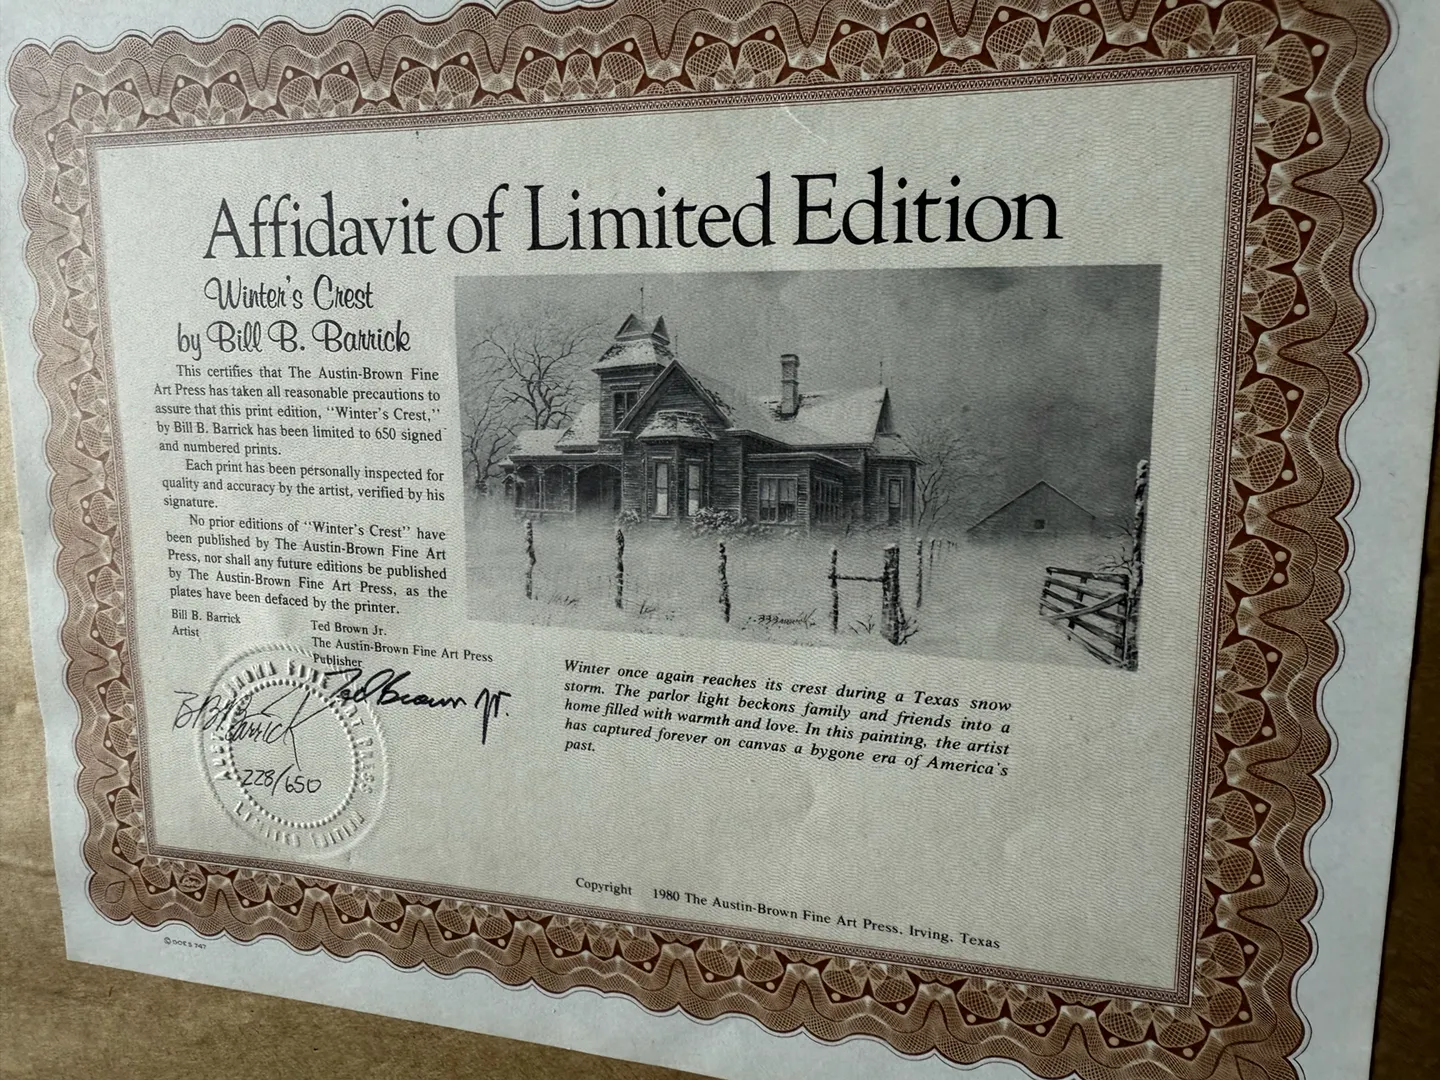 Affidavit of Limited Edition
Winter's Crest
by Bill B. Barrick
This certifies that The Austin-Brown Fine
Art Press has taken all reasonable precautions to
assure that this print edition, "Winter's Crest,"
by Bill B. Barrick has been limited to 650 signed
and numbered prints.
Each print has been personally inspected for
quality and accuracy by the artist, verified by his
signature.
No prior editions of "Winter's Crest" have
been published by The Austin-Brown Fine Art
Press, nor shall any future editions be published
by The Austin-Brown Fine Art Press, as the
plates have been defaced by the printer.
Bill B. Barrick
Artist
Ted Brown Jr.
The Austin-Brown Fine Art Press
Publisher
BBBarrick
Ted Brown Jr.
228/650
LIMITED EDITION
Winter once again reaches its crest during a Texas snow
storm. The parlor light beckons family and friends into a
home filled with warmth and love. In this painting, the artist
has captured forever on canvas a bygone era of America's
past.
Copyright 1980 The Austin-Brown Fine Art Press, Irving, Texas
© GOES 747